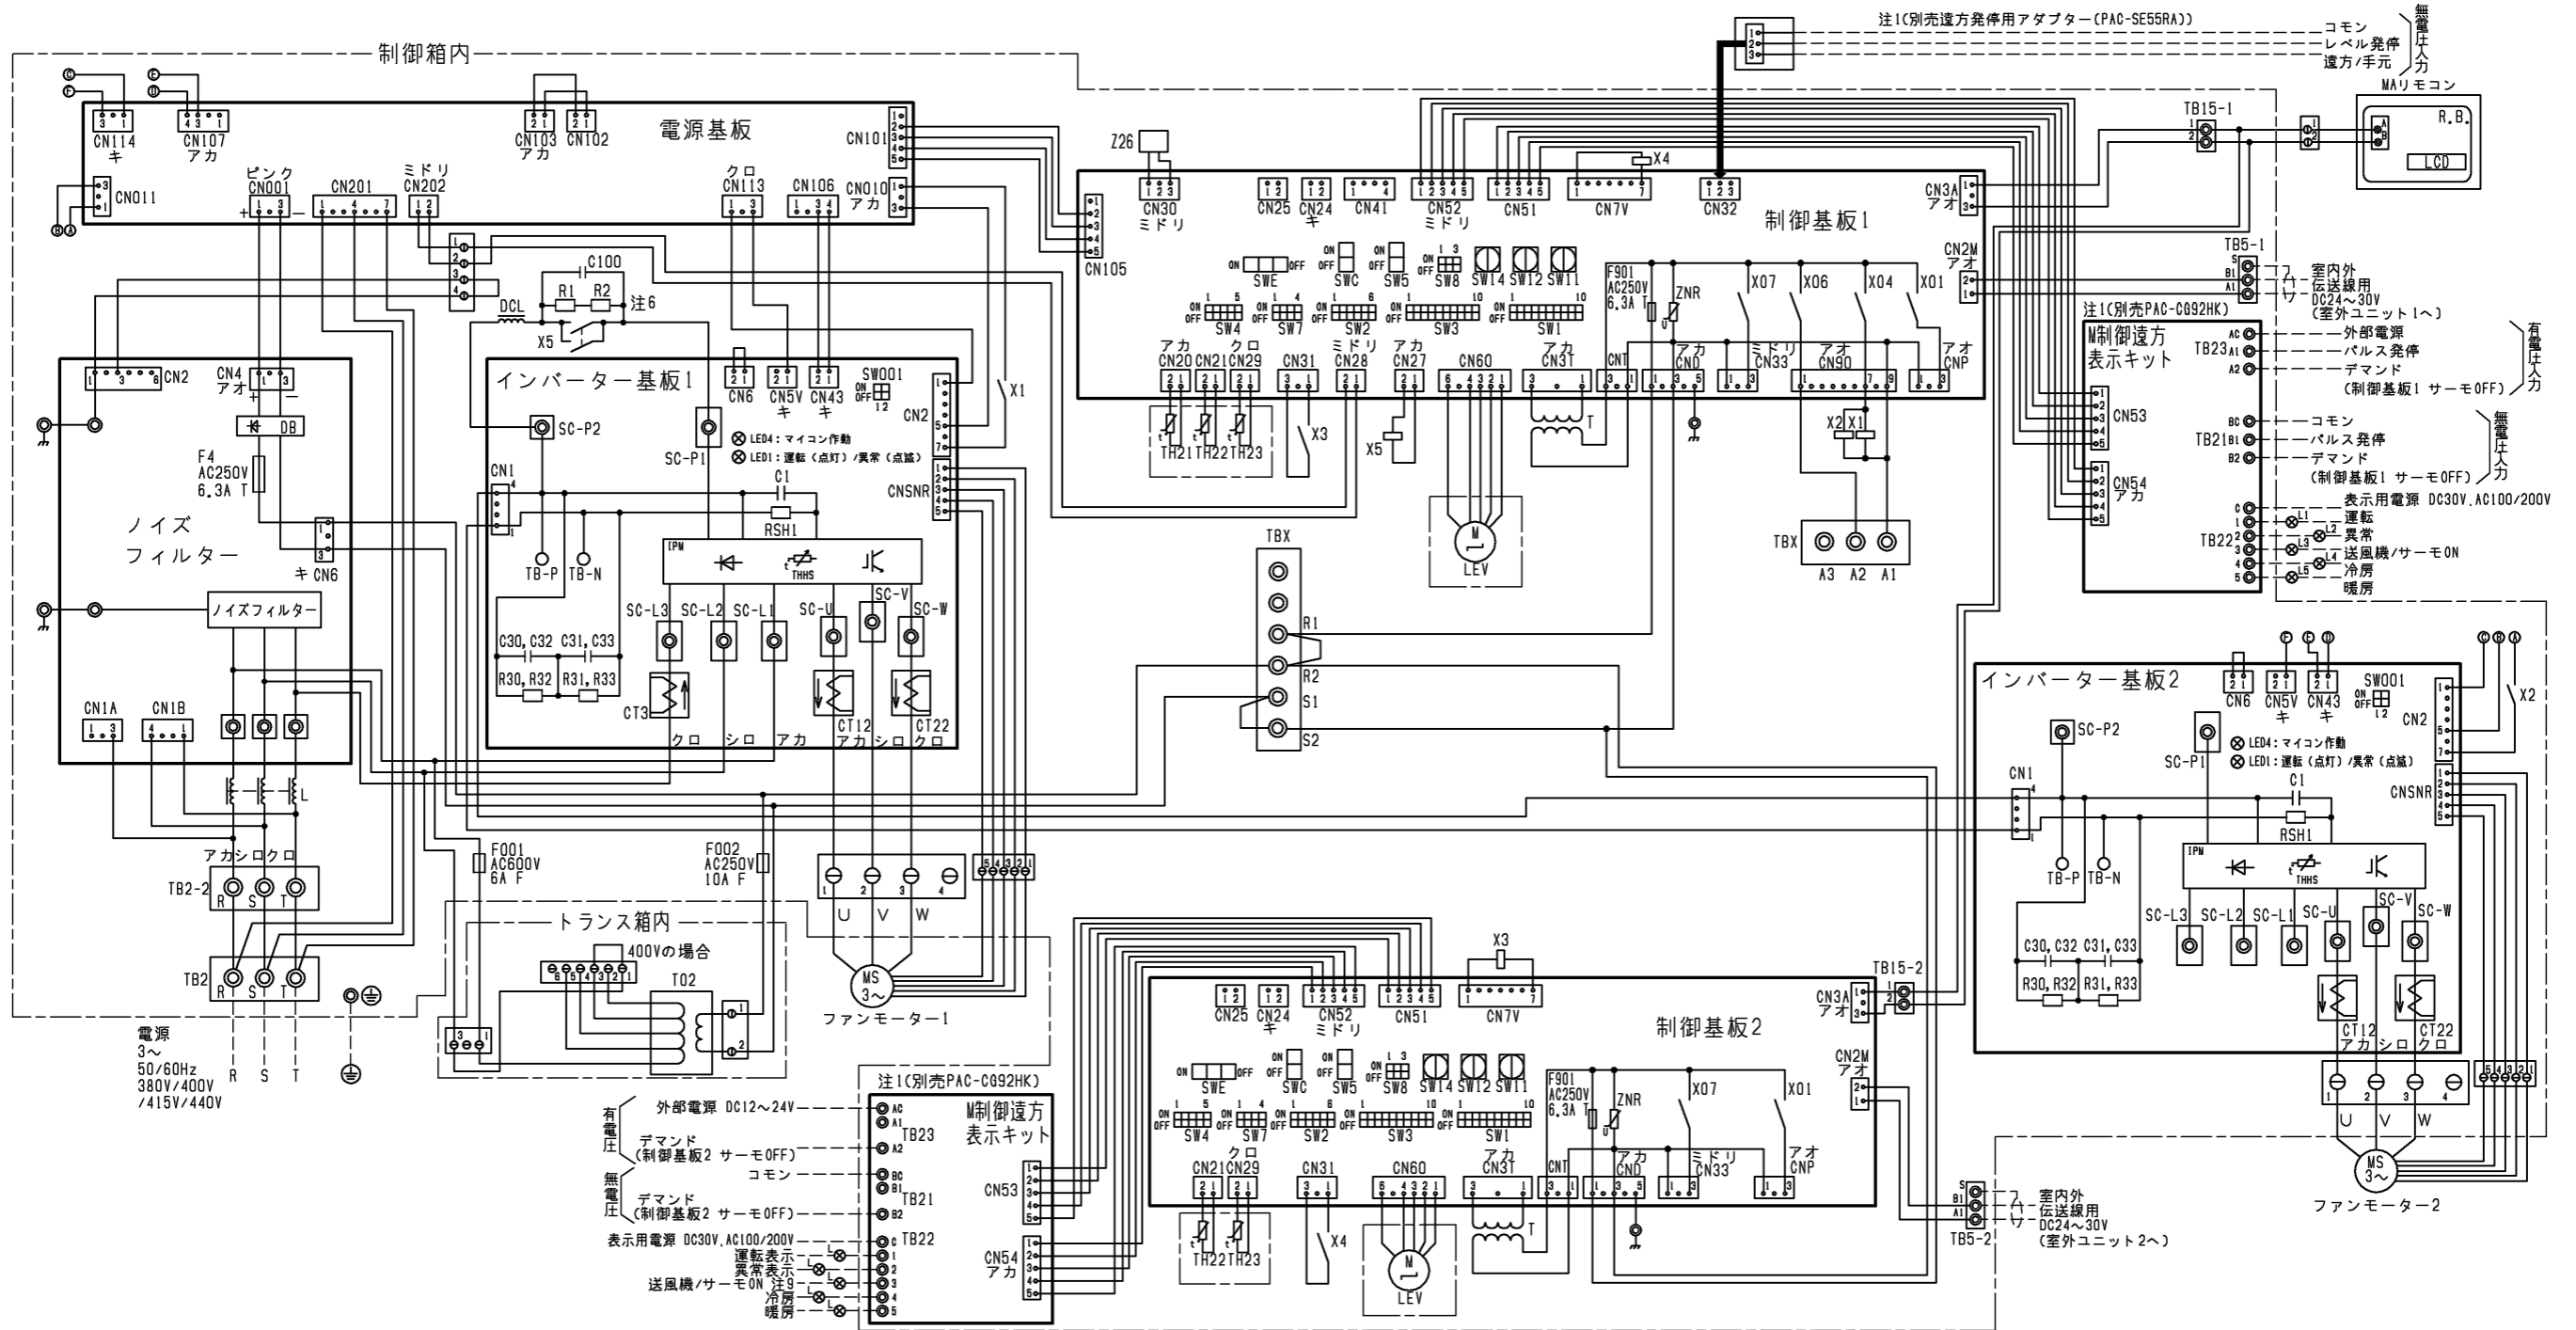 制御箱内
注1(別売遠方発停用アダプター(PAC-SE55RA))
コモン
レベル発停
遠方/手元
無電圧入力
MAリモコン
R.B.
LCD
A
B
TB15-1
電源基板
CN114
キ
CN107
アカ
CN103
アカ
CN102
CN101
CN011
ピンク
CN001
CN201
ミドリ
CN202
クロ
CN113
CN106
CN010
アカ
Z26
CN30
ミドリ
CN25
CN24
キ
CN41
CN52
ミドリ
CN51
CN7V
X4
CN32
制御基板1
CN3A
アオ
CN2M
アオ
CN105
ON
OFF
SWE
SWC
SW5
SW8
SW14
SW12
SW11
SW4
SW7
SW2
SW3
SW1
F901
AC250V
6.3A T
ZNR
X07
X06
X04
X01
アカ
CN20
CN21
クロ
CN29
CN31
ミドリ
CN28
アカ
CN27
CN60
アカ
CN3T
CNT
アカ
CND
ミドリ
CN33
アオ
CN90
アオ
CNP
TH21
TH22
TH23
X3
X5
M
LEV
T
X2
X1
TBX
A3 A2 A1
TB5-1
S
B1
A1
室内外
伝送線用
DC24~30V
(室外ユニット1へ)
注1(別売PAC-CG92HK)
M制御遠方
表示キット
TB23
AC
A1
A2
外部電源
パルス発停
デマンド
(制御基板1 サーモOFF)
有電圧入力
CN53
TB21
BC
B1
B2
コモン
パルス発停
デマンド
(制御基板1 サーモOFF)
無電圧入力
CN54
アカ
表示用電源 DC30V,AC100/200V
TB22
L1
運転
L2
異常
L3
送風機/サーモON
L4
冷房
L5
暖房
C100
R1
R2
注6
DCL
X5
CN2
CN4
アオ
DB
F4
AC250V
6.3A T
ノイズ
フィルター
キ CN6
ノイズフィルター
CN1A
CN1B
L
アカシロクロ
TB2-2
R S T
TB2
R S T
電源
3~
50/60Hz
380V/400V
/415V/440V
R S T
インバーター基板1
CN6
CN5V
キ
CN43
キ
SW001
ON
OFF
12
CN2
X1
SC-P2
SC-P1
LED4:マイコン作動
LED1:運転(点灯)/異常(点滅)
CN1
C1
CNSNR
RSH1
IPM
THHS
TB-P
TB-N
SC-L3
SC-L2
SC-L1
SC-U
SC-V
SC-W
C30,C32
C31,C33
R30,R32
R31,R33
CT3
CT12
CT22
クロ
シロ
アカ
アカ
シロ
クロ
TBX
R1
R2
S1
S2
F001
AC600V
6A F
F002
AC250V
10A F
トランス箱内
400Vの場合
T02
U V W
MS
3~
ファンモーター1
インバーター基板2
CN6
CN5V
キ
CN43
キ
SW001
ON
OFF
12
CN2
X2
SC-P2
SC-P1
LED4:マイコン作動
LED1:運転(点灯)/異常(点滅)
CN1
C1
CNSNR
RSH1
IPM
THHS
TB-P
TB-N
SC-L3
SC-L2
SC-L1
SC-U
SC-V
SC-W
C30,C32
C31,C33
R30,R32
R31,R33
CT12
CT22
アカ
シロ
クロ
U V W
MS
3~
ファンモーター2
X3
CN25
CN24
キ
CN52
ミドリ
CN51
CN7V
制御基板2
CN3A
アオ
TB15-2
CN2M
アオ
SWE
SWC
SW5
SW8
SW14
SW12
SW11
SW4
SW7
SW2
SW3
SW1
F901
AC250V
6.3A T
ZNR
X07
X01
CN21
クロ
CN29
CN31
CN60
アカ
CN3T
CNT
アカ
CND
ミドリ
CN33
アオ
CNP
TH22
TH23
X4
M
LEV
T
TB5-2
S
B1
A1
室内外
伝送線用
DC24~30V
(室外ユニット2へ)
注1(別売PAC-CG92HK)
M制御遠方
表示キット
有電圧
外部電源 DC12~24V
デマンド
(制御基板2 サーモOFF)
AC
A1
A2
TB23
無電圧
コモン
デマンド
(制御基板2 サーモOFF)
BC
B1
B2
TB21
表示用電源 DC30V,AC100/200V
TB22
運転表示
異常表示
送風機/サーモON 注9
冷房
暖房
CN53
CN54
アカ